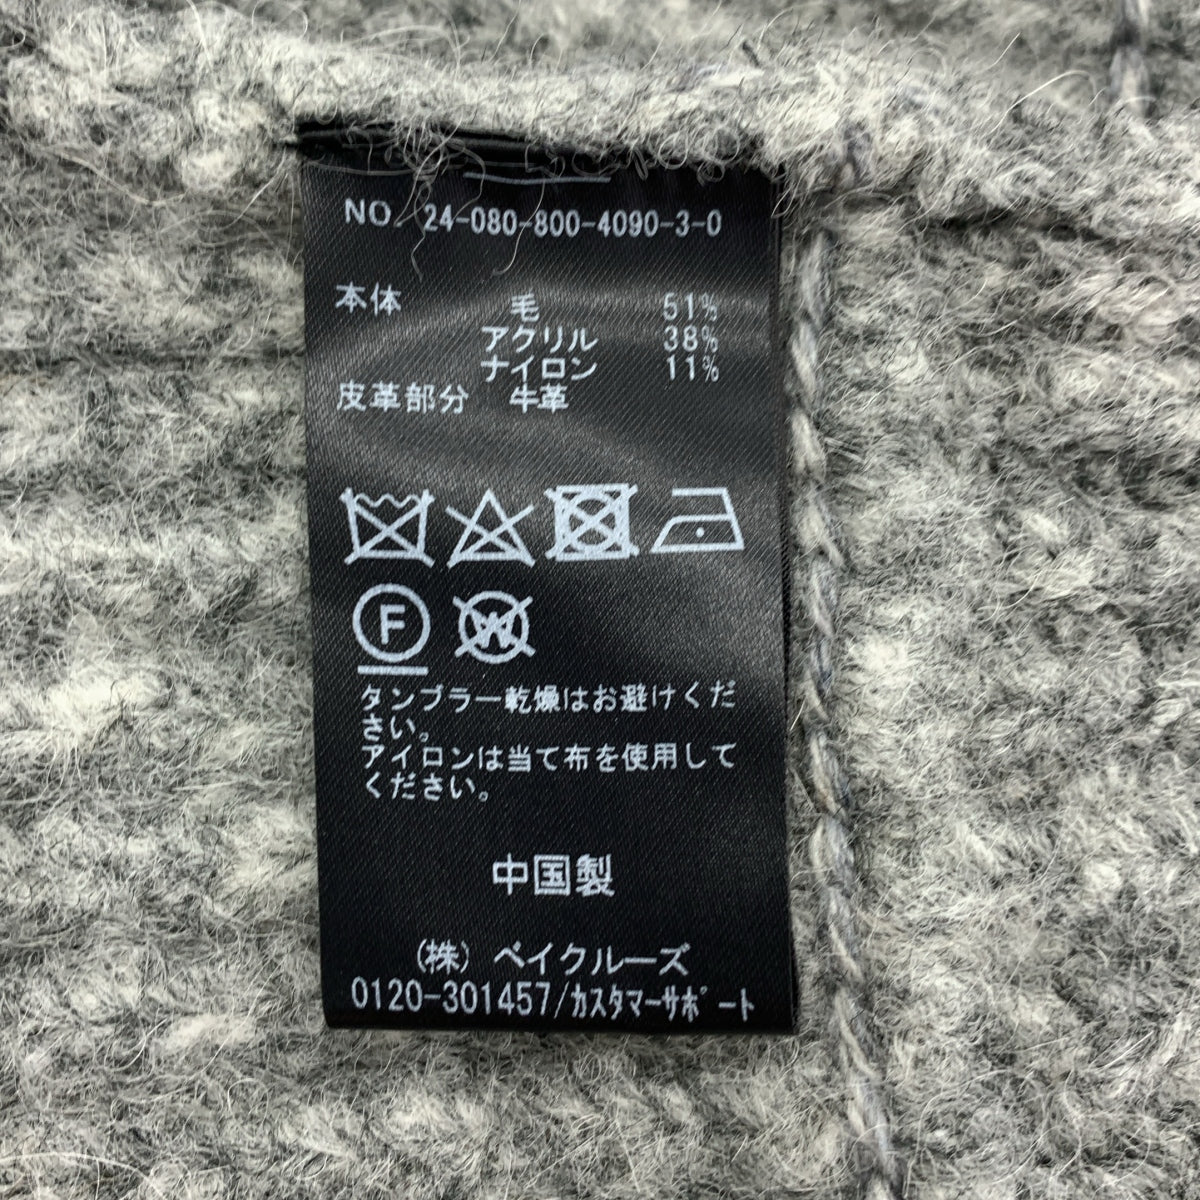 NO. 24-080-800-4090-3-0
本体 毛 51%
アクリル 38%
ナイロン 11%
皮革部分 牛革
F W
タンブラー乾燥はお避けくだ
さい。
アイロンは当て布を使用して
ください。
中国製
(株) ベイクルーズ
0120-301457/ｶｽﾀﾏｰｻﾎﾟｰﾄ